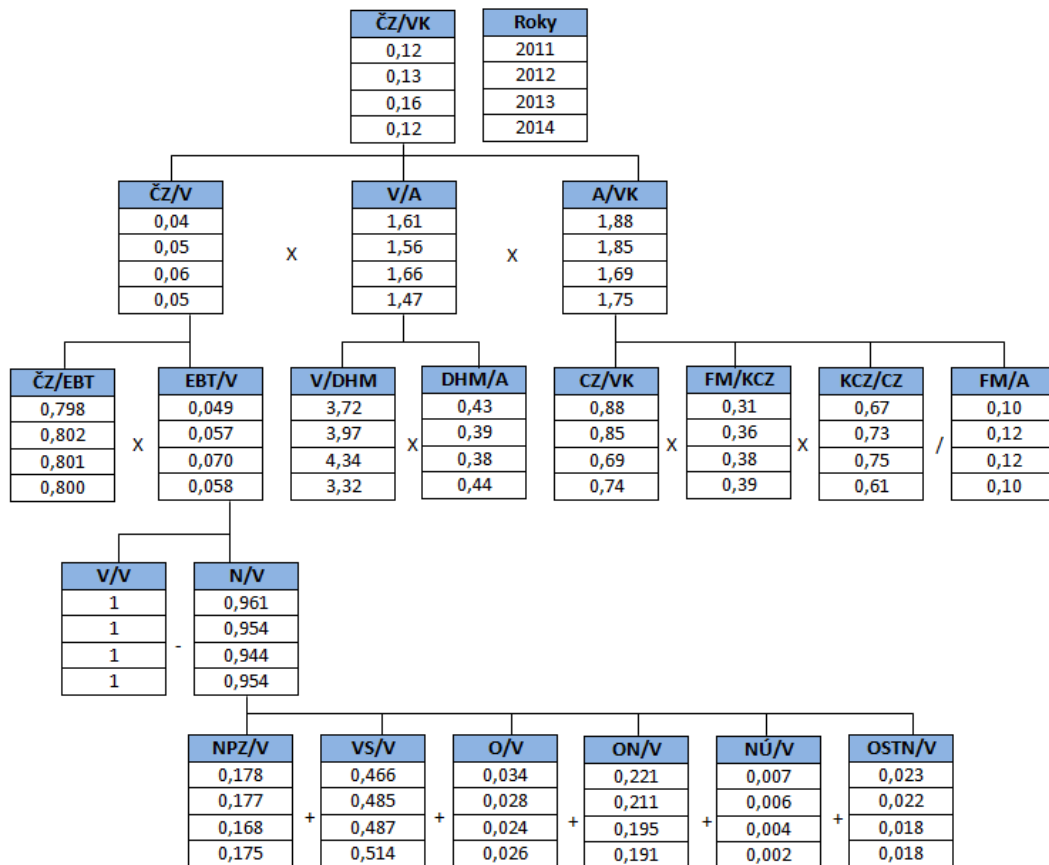 ČZ/VK Roky
0,12 2011
0,13 2012
0,16 2013
0,12 2014
ČZ/V V/A A/VK
0,04 1,61 1,88
0,05 X 1,56 X 1,85
0,06 1,66 1,69
0,05 1,47 1,75
ČZ/EBT EBT/V V/DHM DHM/A CZ/VK FM/KCZ KCZ/CZ FM/A
0,798 0,049 3,72 0,43 0,88 0,31 0,67 0,10
0,802 X 0,057 3,97 X 0,39 0,85 X 0,36 X 0,73 / 0,12
0,801 0,070 4,34 0,38 0,69 0,38 0,75 0,12
0,800 0,058 3,32 0,44 0,74 0,39 0,61 0,10
V/V N/V
1 0,961
1 - 0,954
1 0,944
1 0,954
NPZ/V VS/V O/V ON/V NÚ/V OSTN/V
0,178 0,466 0,034 0,221 0,007 0,023
0,177 + 0,485 + 0,028 + 0,211 + 0,006 + 0,022
0,168 0,487 0,024 0,195 0,004 0,018
0,175 0,514 0,026 0,191 0,002 0,018